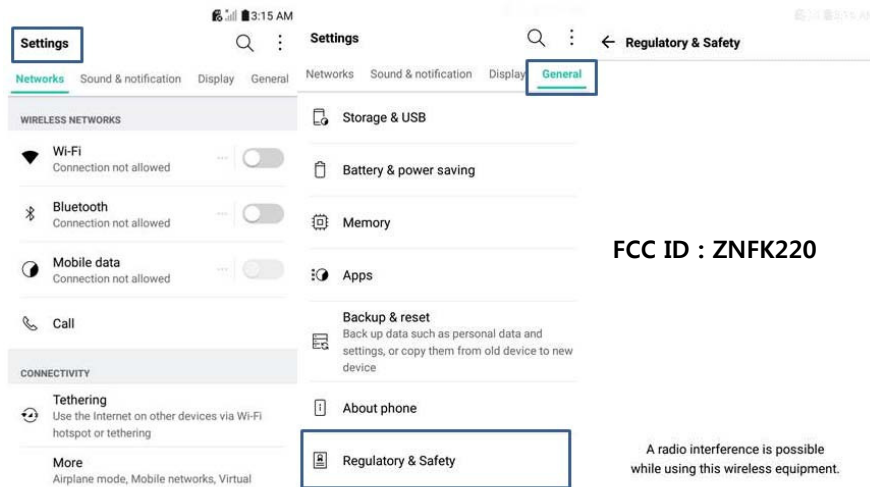 3:15 AM
Settings
Networks Sound & notification Display General
WIRELESS NETWORKS
Wi-Fi
Connection not allowed
Bluetooth
Connection not allowed
Mobile data
Connection not allowed
Call
CONNECTIVITY
Tethering
Use the Internet on other devices via Wi-Fi
hotspot or tethering
More
Airplane mode, Mobile networks, Virtual
Settings
Networks Sound & notification Display General
Storage & USB
Battery & power saving
Memory
Apps
Backup & reset
Back up data such as personal data and
settings, or copy them from old device to new
device
About phone
Regulatory & Safety
Regulatory & Safety
FCC ID : ZNFK220
A radio interference is possible
while using this wireless equipment.